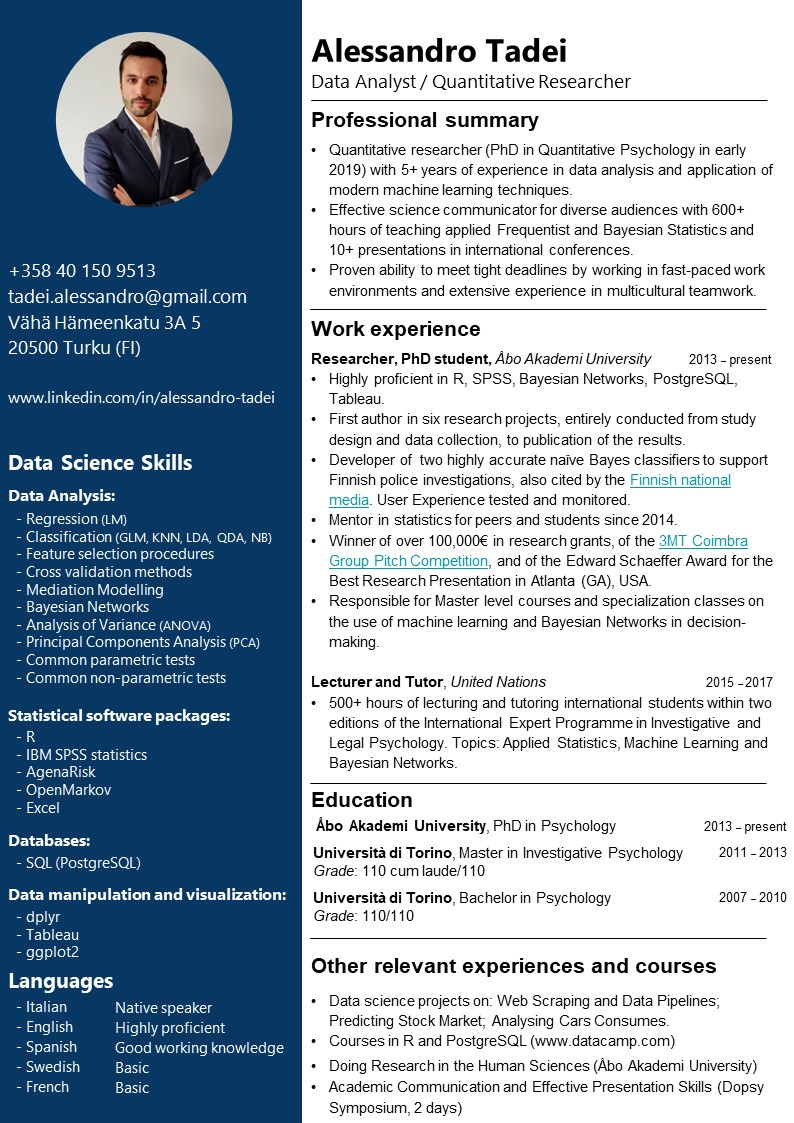 +358 40 150 9513
tadei.alessandro@gmail.com
Vähä Hämeenkatu 3A 5
20500 Turku (FI)
www.linkedin.com/in/alessandro-tadei
Data Science Skills
Data Analysis:
- Regression (LM)
- Classification (GLM, KNN, LDA, QDA, NB)
- Feature selection procedures
- Cross validation methods
- Mediation Modelling
- Bayesian Networks
- Analysis of Variance (ANOVA)
- Principal Components Analysis (PCA)
- Common parametric tests
- Common non-parametric tests
Statistical software packages:
- R
- IBM SPSS statistics
- AgenaRisk
- OpenMarkov
- Excel
Databases:
- SQL (PostgreSQL)
Data manipulation and visualization:
- dplyr
- Tableau
- ggplot2
Languages
- Italian Native speaker
- English Highly proficient
- Spanish Good working knowledge
- Swedish Basic
- French Basic
Alessandro Tadei
Data Analyst / Quantitative Researcher
Professional summary
• Quantitative researcher (PhD in Quantitative Psychology in early
2019) with 5+ years of experience in data analysis and application of
modern machine learning techniques.
• Effective science communicator for diverse audiences with 600+
hours of teaching applied Frequentist and Bayesian Statistics and
10+ presentations in international conferences.
• Proven ability to meet tight deadlines by working in fast-paced work
environments and extensive experience in multicultural teamwork.
Work experience
Researcher, PhD student, Åbo Akademi University 2013 – present
• Highly proficient in R, SPSS, Bayesian Networks, PostgreSQL,
Tableau.
• First author in six research projects, entirely conducted from study
design and data collection, to publication of the results.
• Developer of two highly accurate naïve Bayes classifiers to support
Finnish police investigations, also cited by the Finnish national
media. User Experience tested and monitored.
• Mentor in statistics for peers and students since 2014.
• Winner of over 100,000€ in research grants, of the 3MT Coimbra
Group Pitch Competition, and of the Edward Schaeffer Award for the
Best Research Presentation in Atlanta (GA), USA.
• Responsible for Master level courses and specialization classes on
the use of machine learning and Bayesian Networks in decision-
making.
Lecturer and Tutor, United Nations 2015 – 2017
• 500+ hours of lecturing and tutoring international students within two
editions of the International Expert Programme in Investigative and
Legal Psychology. Topics: Applied Statistics, Machine Learning and
Bayesian Networks.
Education
Åbo Akademi University, PhD in Psychology 2013 – present
Università di Torino, Master in Investigative Psychology 2011 – 2013
Grade: 110 cum laude/110
Università di Torino, Bachelor in Psychology 2007 – 2010
Grade: 110/110
Other relevant experiences and courses
• Data science projects on: Web Scraping and Data Pipelines;
Predicting Stock Market; Analysing Cars Consumes.
• Courses in R and PostgreSQL (www.datacamp.com)
• Doing Research in the Human Sciences (Åbo Akademi University)
• Academic Communication and Effective Presentation Skills (Dopsy
Symposium, 2 days)